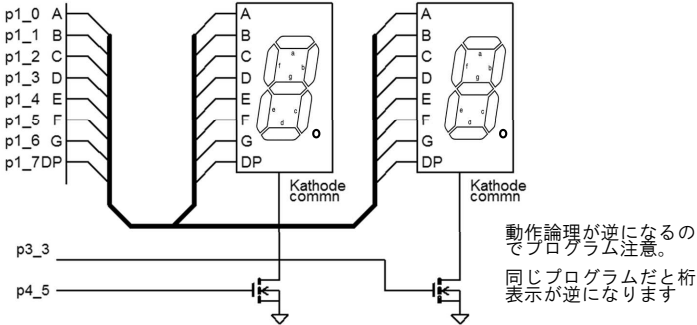 p1_0 A
p1_1 B
p1_2 C
p1_3 D
p1_4 E
p1_5 F
p1_6 G
p1_7DP
A
B
C
D
E
F
G
DP
a
f b
g
e c
d
Kathode
commn
A
B
C
D
E
F
G
DP
a
f b
g
e c
d
Kathode
commn
p3_3
p4_5
動作論理が逆になるの
でプログラム注意。
同じプログラムだと桁
表示が逆になります